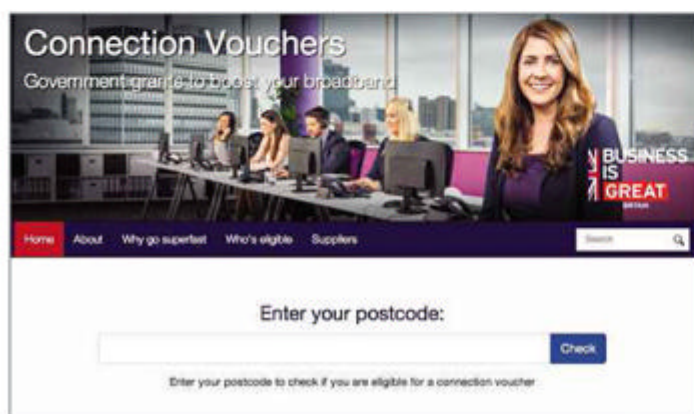 Connection Vouchers
Government grants to boost your broadband
BUSINESS
IS
GREAT
BRITAIN
Home About Why go superfast Who's eligible Suppliers Search
Enter your postcode:
Check
Enter your postcode to check if you are eligible for a connection voucher